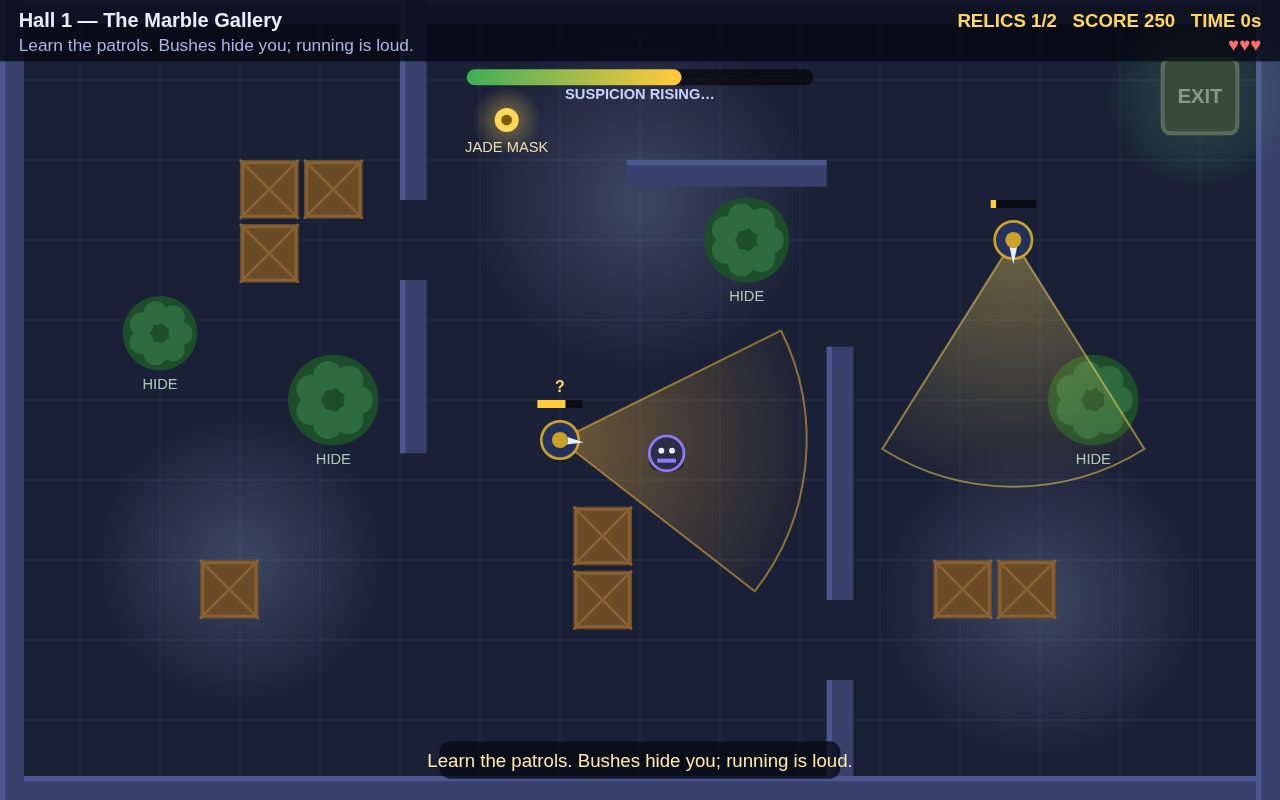 Hall 1 — The Marble Gallery
RELICS 1/2 SCORE 250 TIME 0s
Learn the patrols. Bushes hide you; running is loud.
♥♥♥
SUSPICION RISING…
EXIT
JADE MASK
HIDE
HIDE
?
HIDE
HIDE
Learn the patrols. Bushes hide you; running is loud.